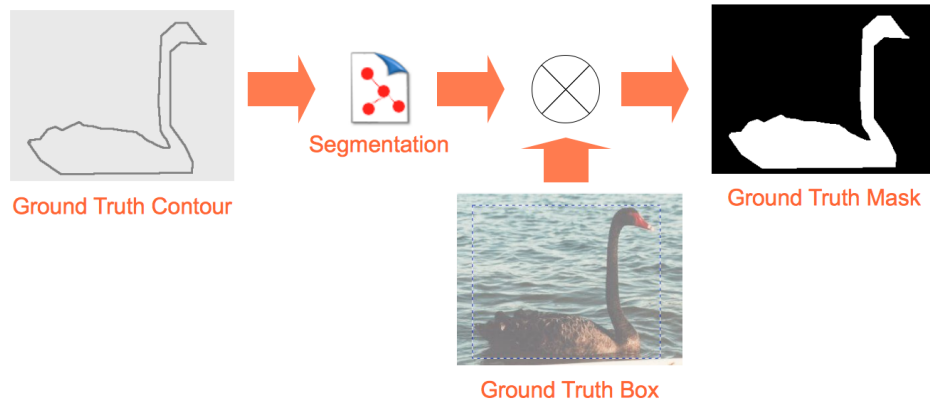 Segmentation
Ground Truth Contour
Ground Truth Mask
Ground Truth Box